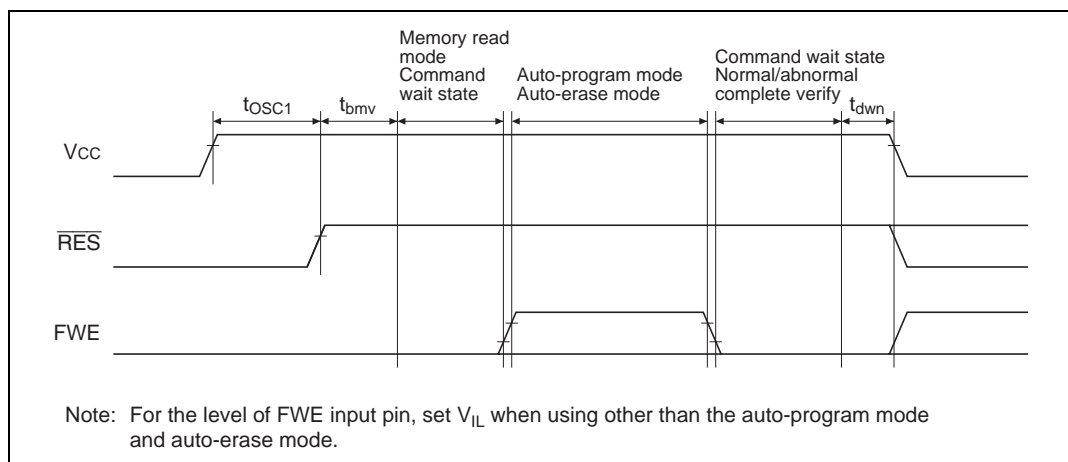 Memory read
mode
Command
wait state
Auto-program mode
Auto-erase mode
Command wait state
Normal/abnormal
complete verify
tOSC1
tbmv
tdwn
VCC
RES
FWE
Note: For the level of FWE input pin, set VIL when using other than the auto-program mode
and auto-erase mode.